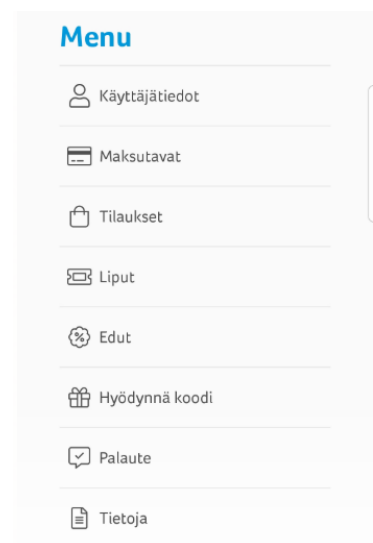 Menu
Käyttäjätiedot
Maksutavat
Tilaukset
Liput
Edut
Hyödynnä koodi
Palaute
Tietoja